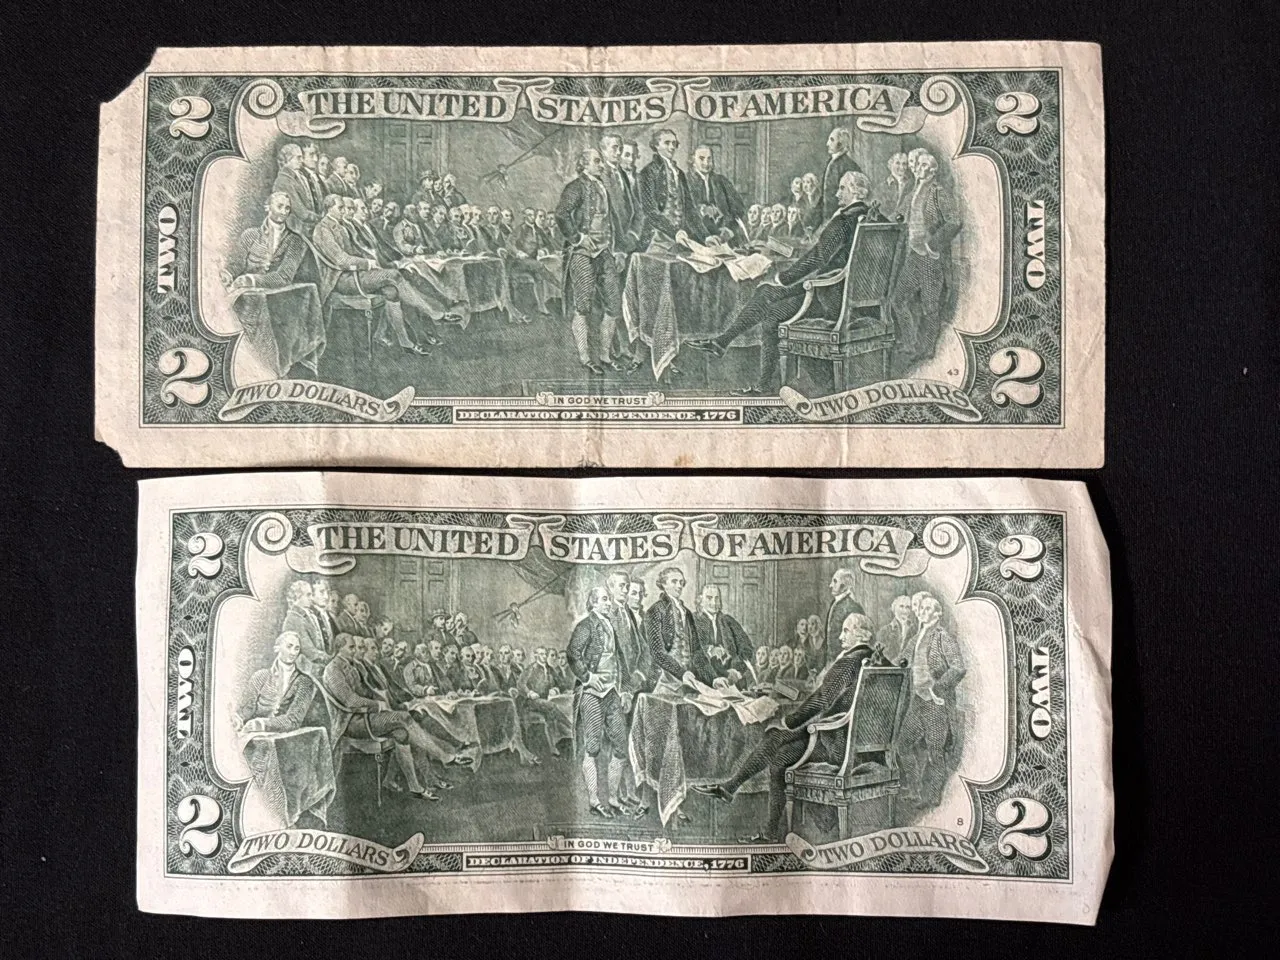 THE UNITED STATES OF AMERICA
2 2
TWO TWO
2 2
43
TWO DOLLARS IN GOD WE TRUST TWO DOLLARS
DECLARATION OF INDEPENDENCE, 1776
THE UNITED STATES OF AMERICA
2 2
TWO TWO
2 2
8
TWO DOLLARS IN GOD WE TRUST TWO DOLLARS
DECLARATION OF INDEPENDENCE, 1776